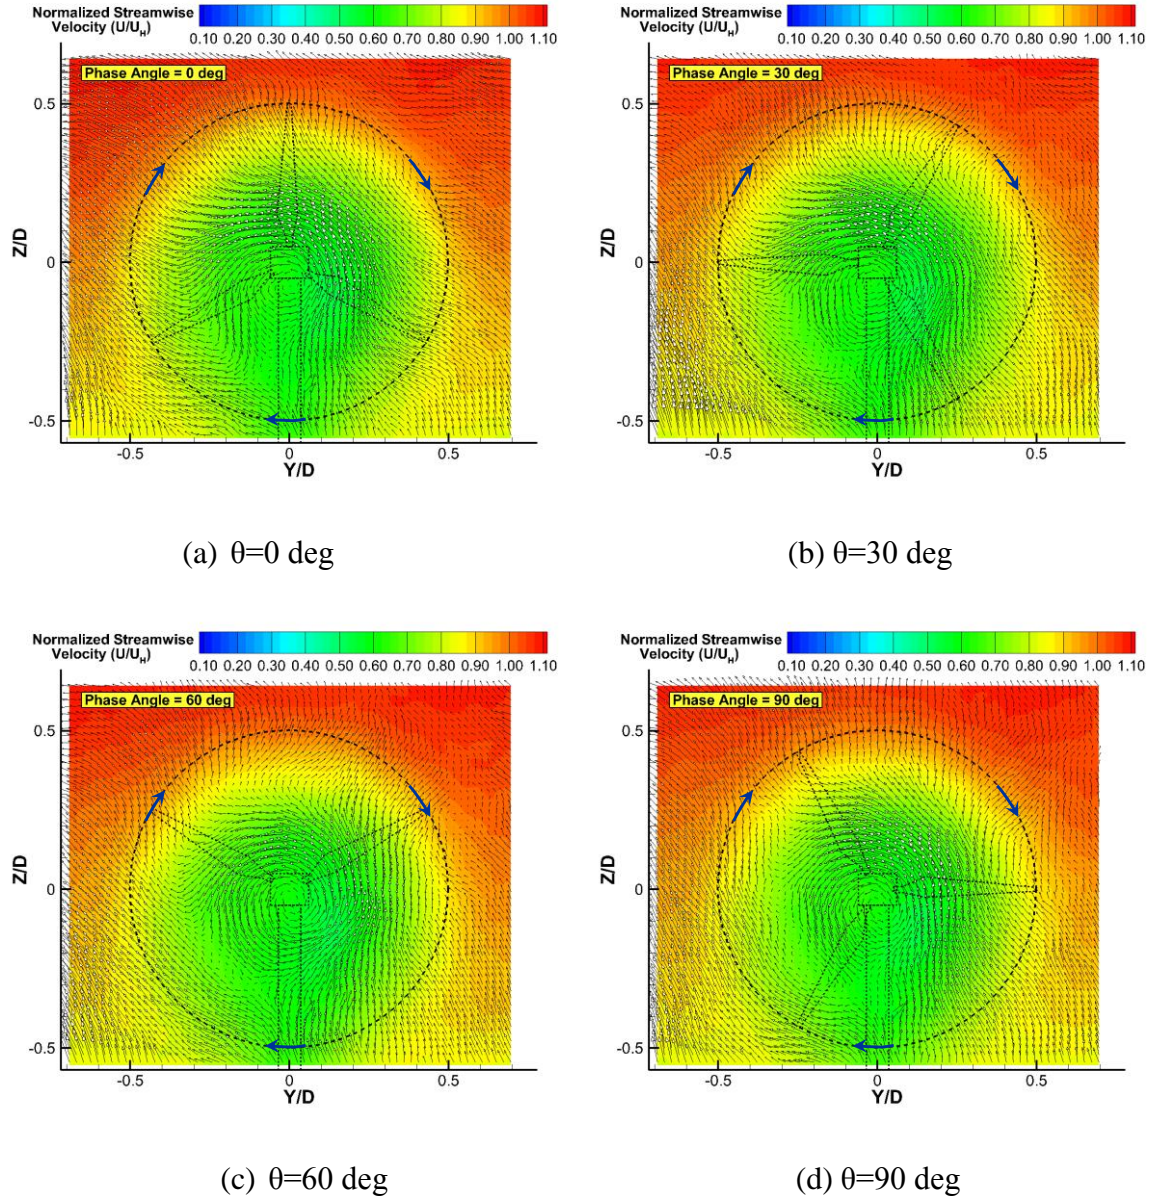 Normalized Streamwise
Velocity (U/U_H)
0.10 0.20 0.30 0.40 0.50 0.60 0.70 0.80 0.90 1.00 1.10
Phase Angle = 0 deg
Z/D
0.5
0
-0.5
-0.5 0 0.5
Y/D
(a) θ=0 deg
Normalized Streamwise
Velocity (U/U_H)
0.10 0.20 0.30 0.40 0.50 0.60 0.70 0.80 0.90 1.00 1.10
Phase Angle = 30 deg
Z/D
0.5
0
-0.5
-0.5 0 0.5
Y/D
(b) θ=30 deg
Normalized Streamwise
Velocity (U/U_H)
0.10 0.20 0.30 0.40 0.50 0.60 0.70 0.80 0.90 1.00 1.10
Phase Angle = 60 deg
Z/D
0.5
0
-0.5
-0.5 0 0.5
Y/D
(c) θ=60 deg
Normalized Streamwise
Velocity (U/U_H)
0.10 0.20 0.30 0.40 0.50 0.60 0.70 0.80 0.90 1.00 1.10
Phase Angle = 90 deg
Z/D
0.5
0
-0.5
-0.5 0 0.5
Y/D
(d) θ=90 deg